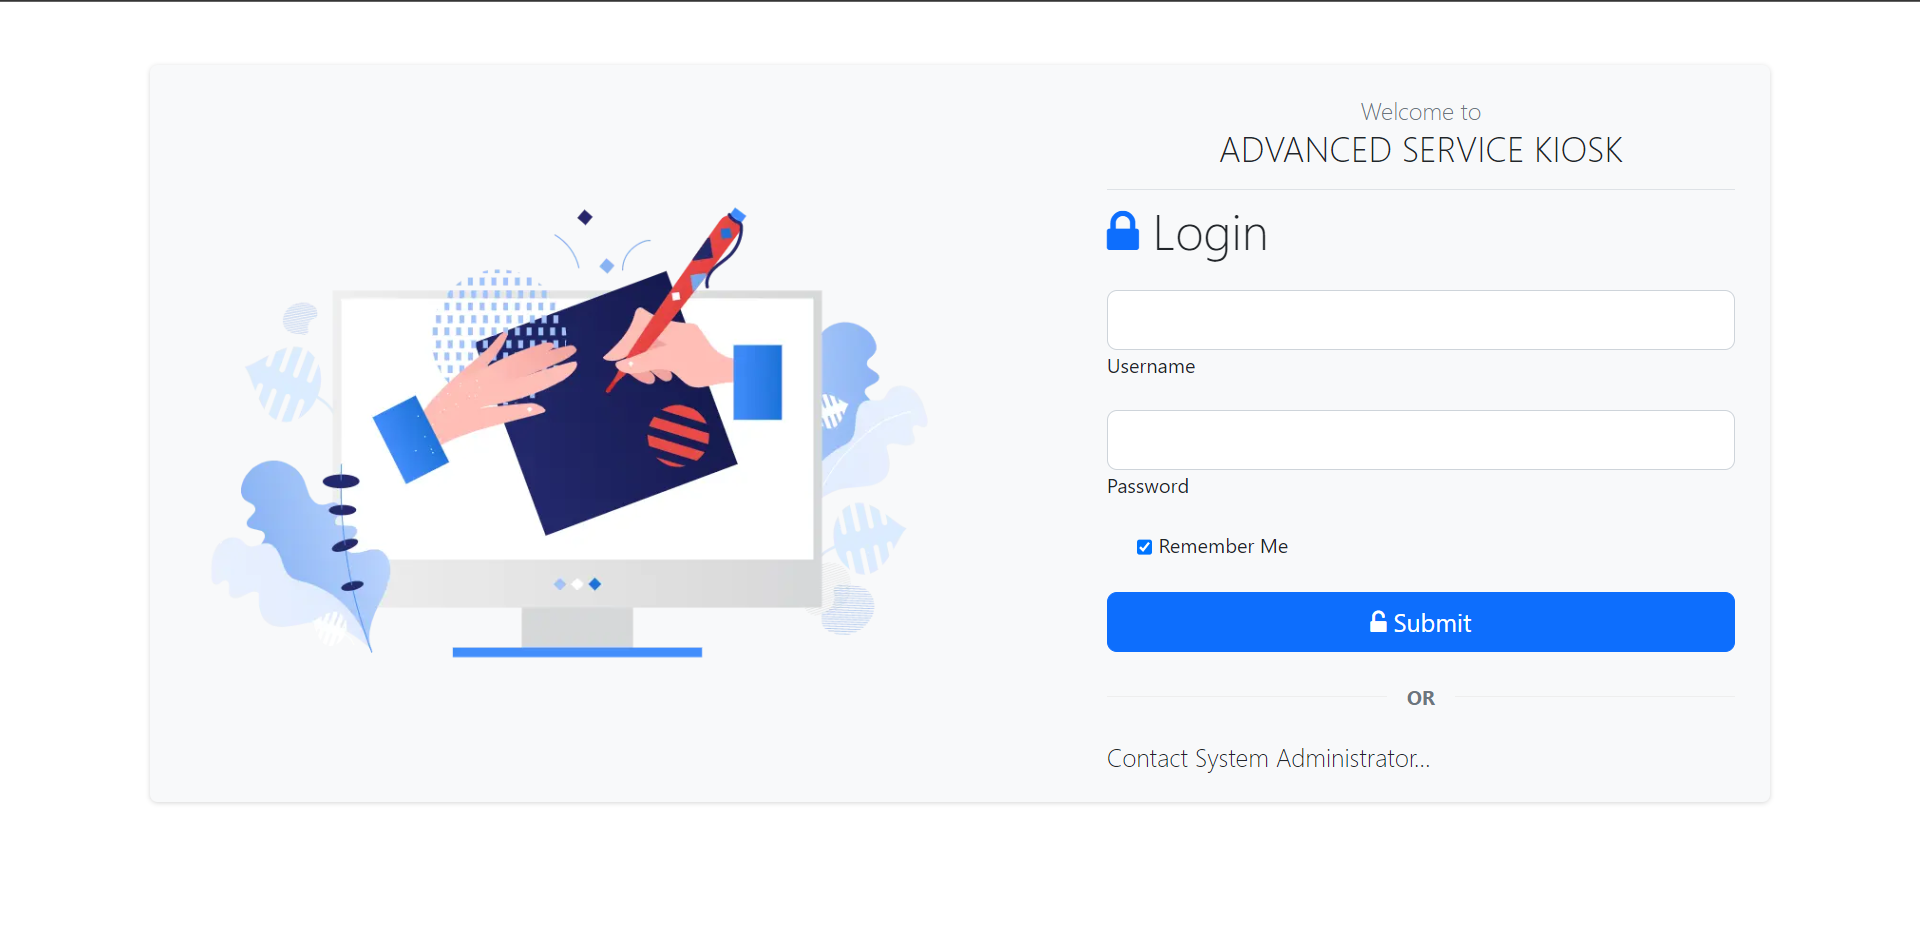 Welcome to
ADVANCED SERVICE KIOSK
Login
Username
Password
Remember Me
Submit
OR
Contact System Administrator...